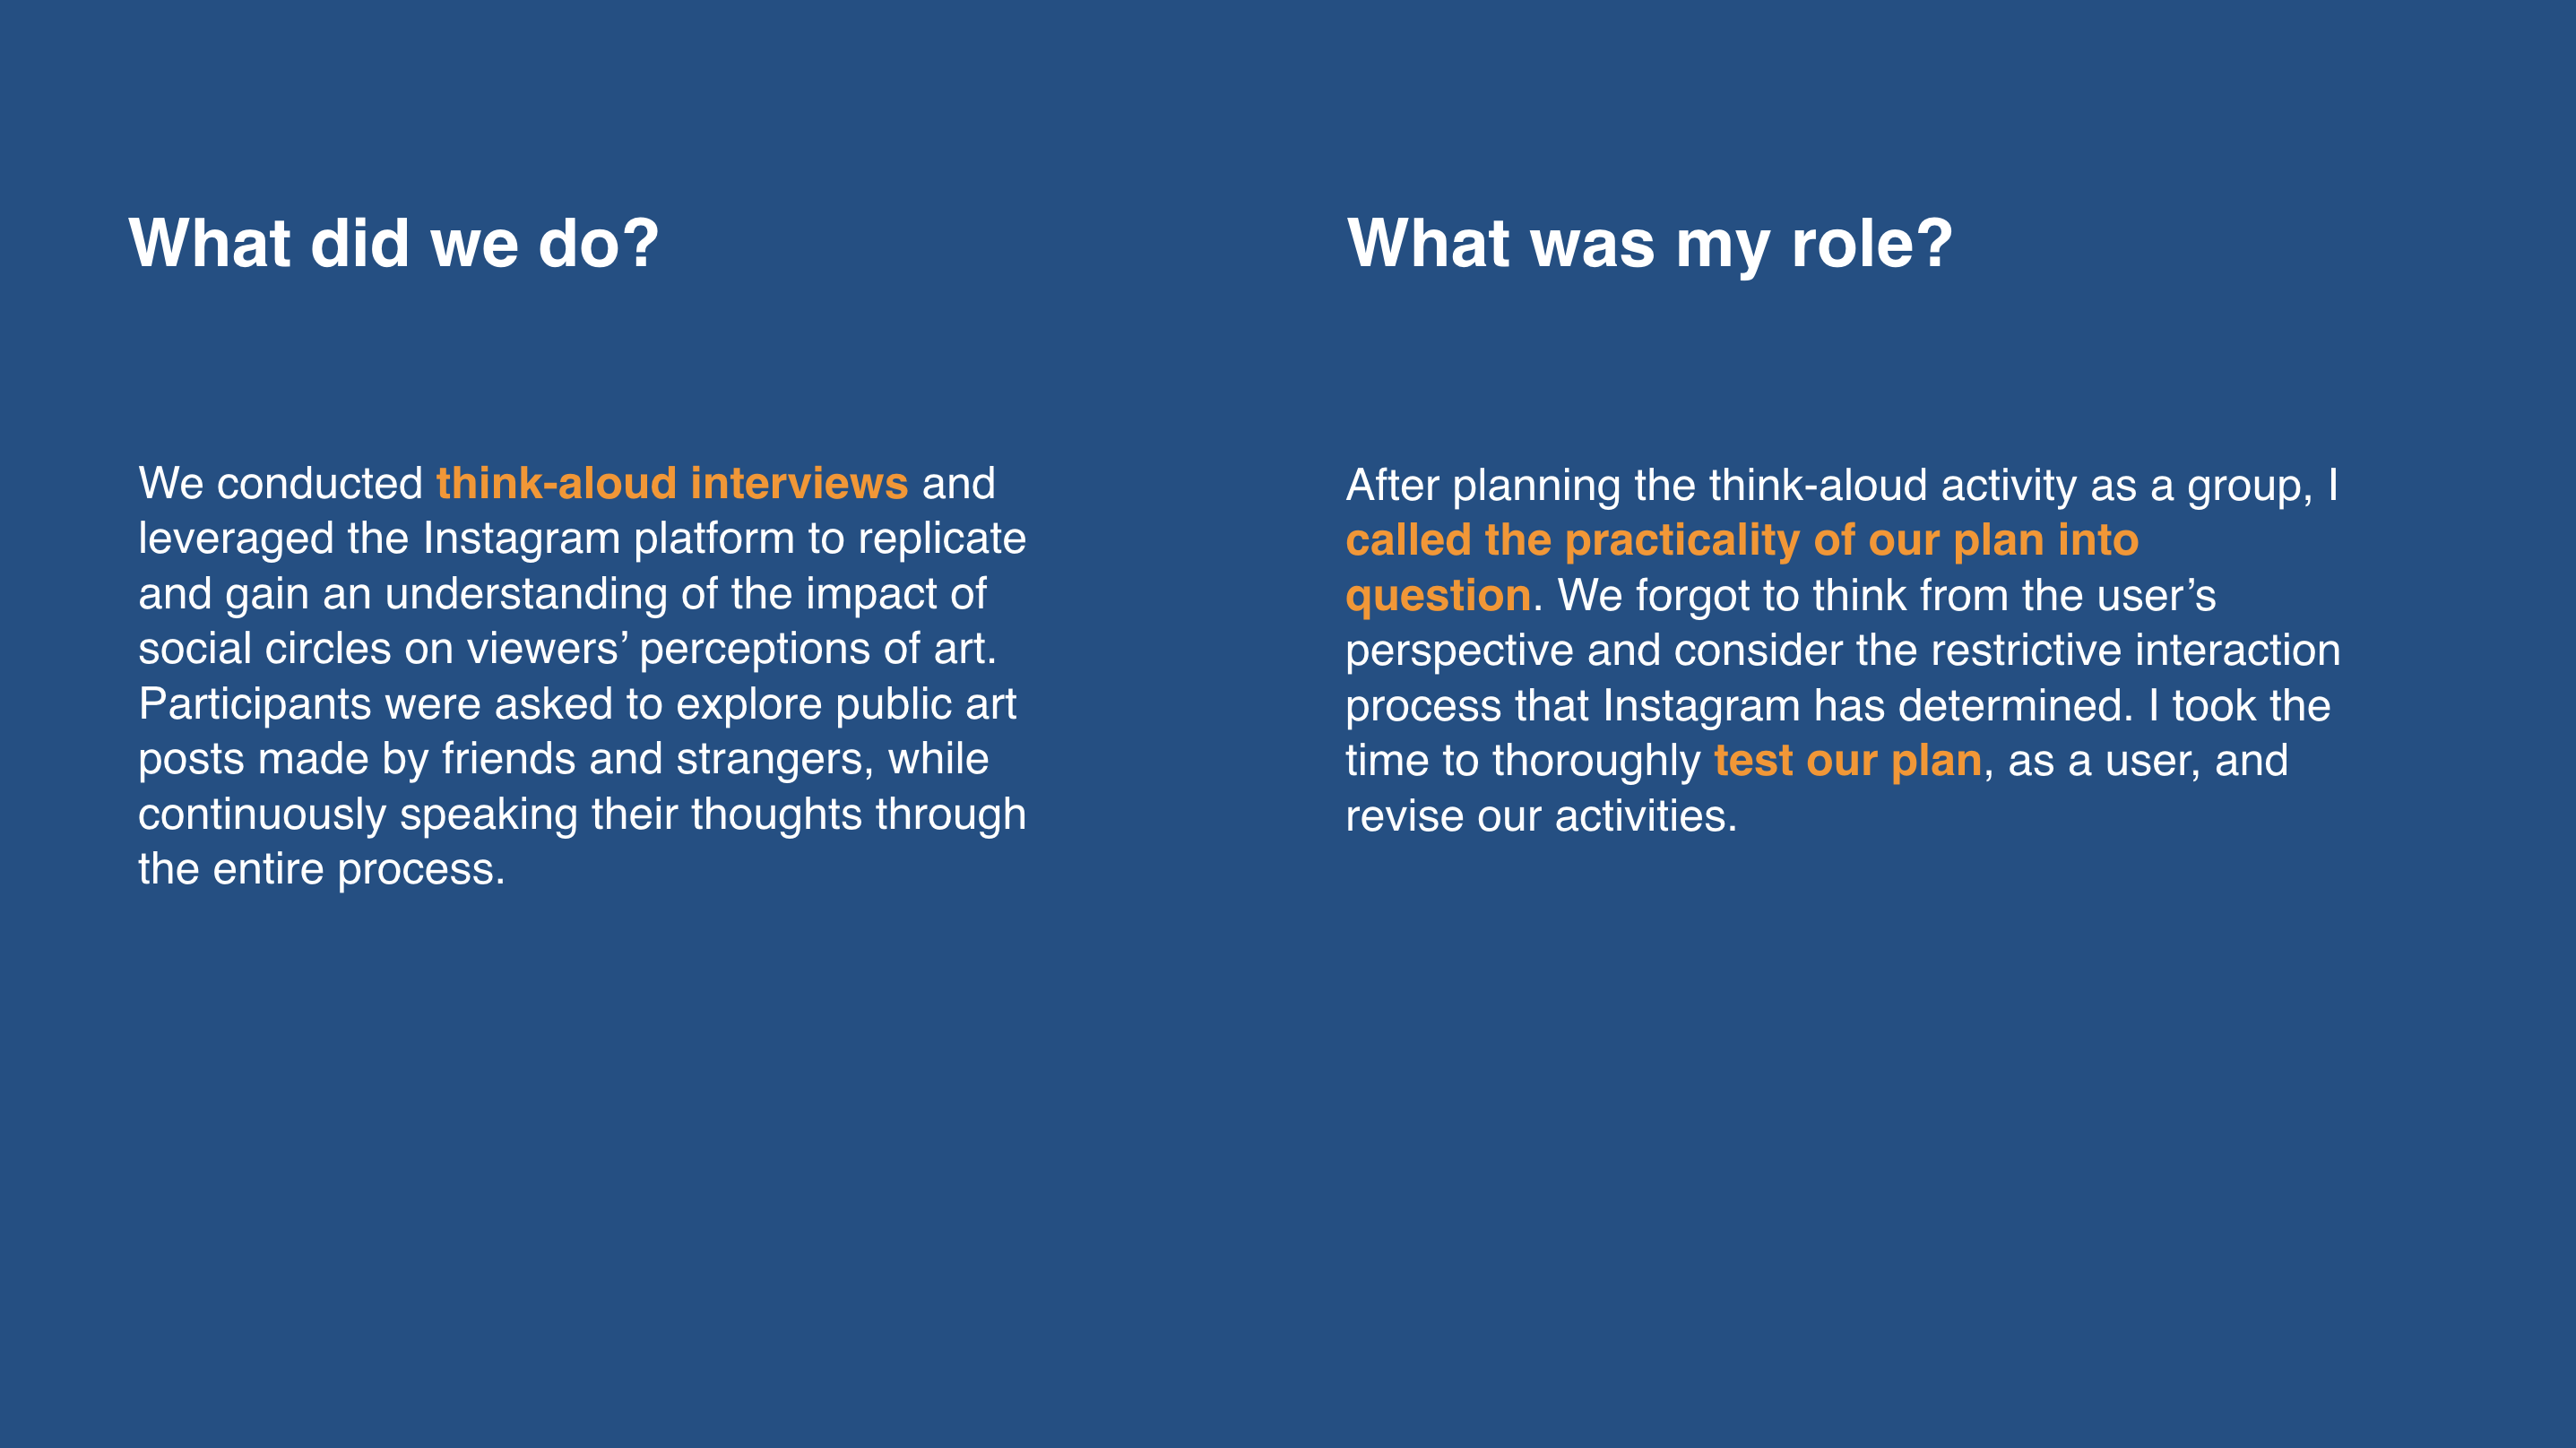 What did we do?
We conducted think-aloud interviews and
leveraged the Instagram platform to replicate
and gain an understanding of the impact of
social circles on viewers’ perceptions of art.
Participants were asked to explore public art
posts made by friends and strangers, while
continuously speaking their thoughts through
the entire process.
What was my role?
After planning the think-aloud activity as a group, I
called the practicality of our plan into
question. We forgot to think from the user’s
perspective and consider the restrictive interaction
process that Instagram has determined. I took the
time to thoroughly test our plan, as a user, and
revise our activities.